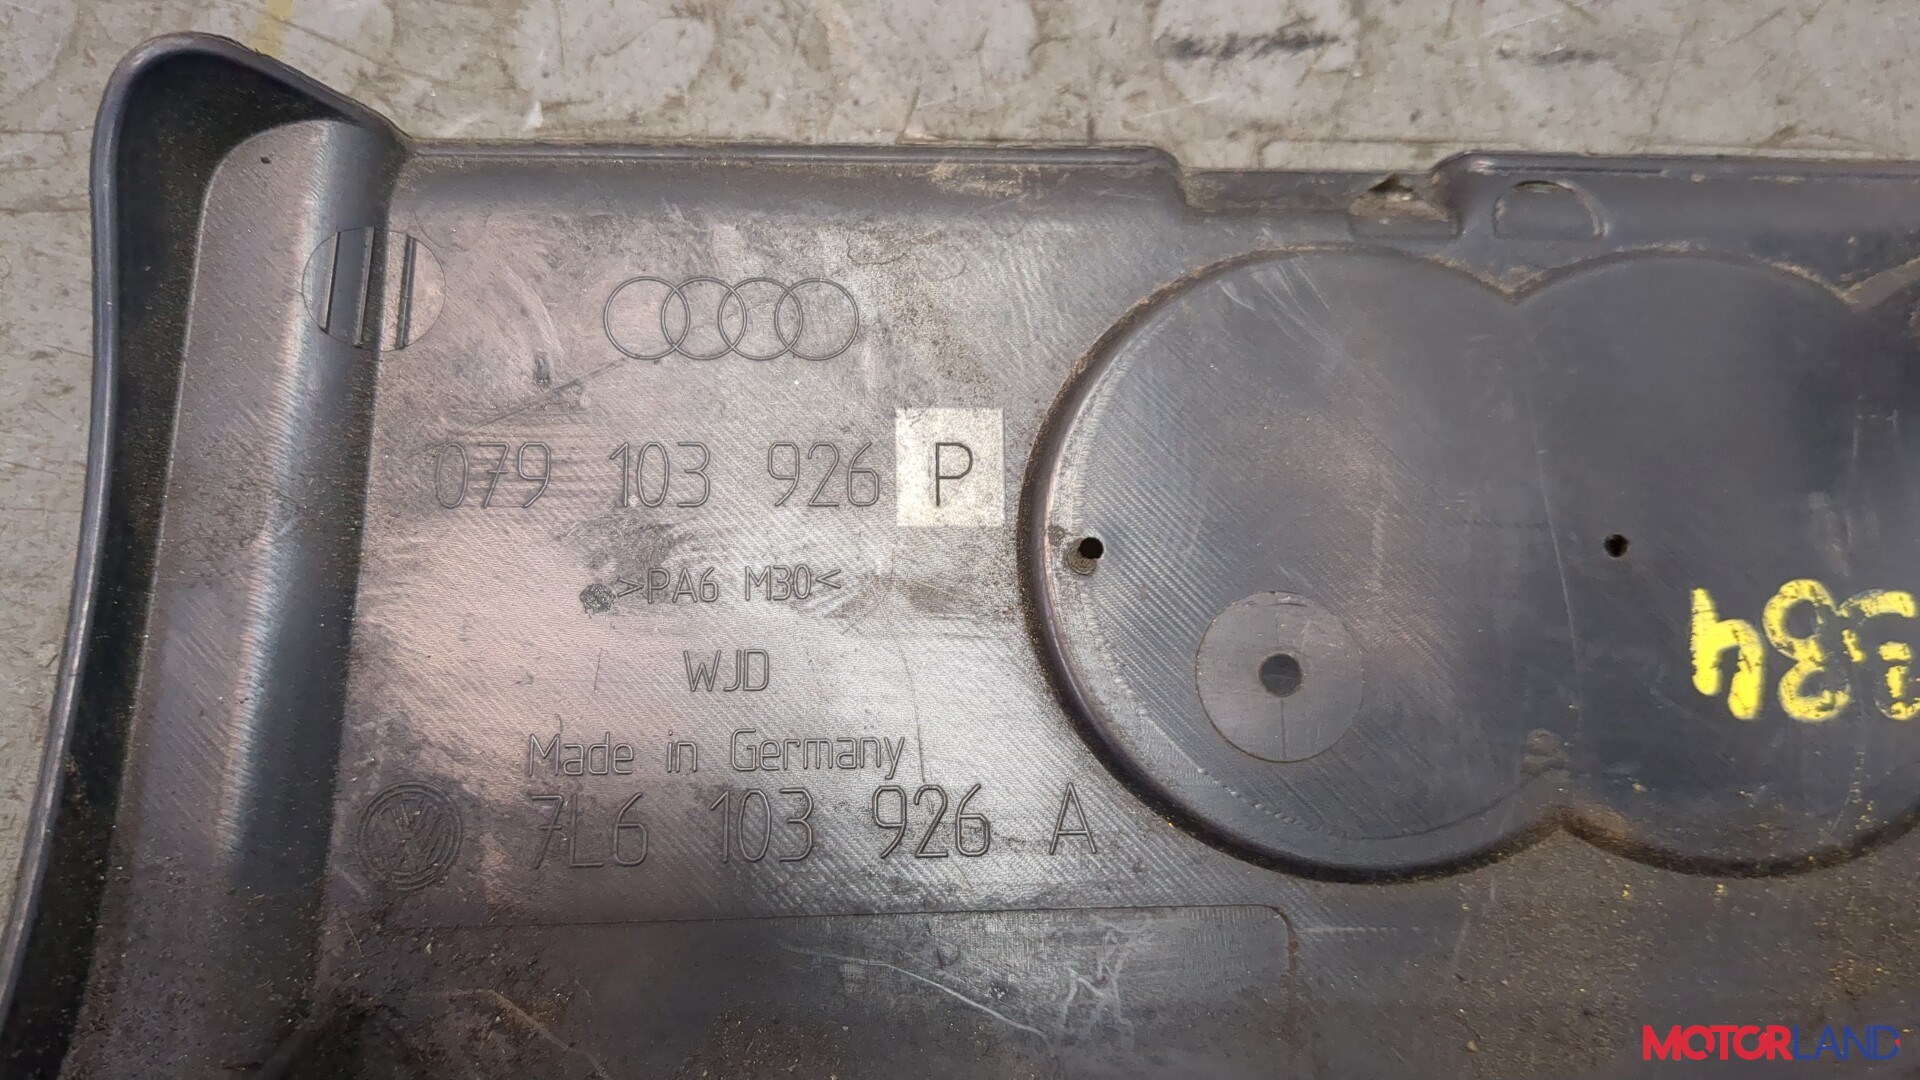 079 103 926 P
>PA6 M30<
WJD
Made in Germany
7L6 103 926 A
MOTORLAND